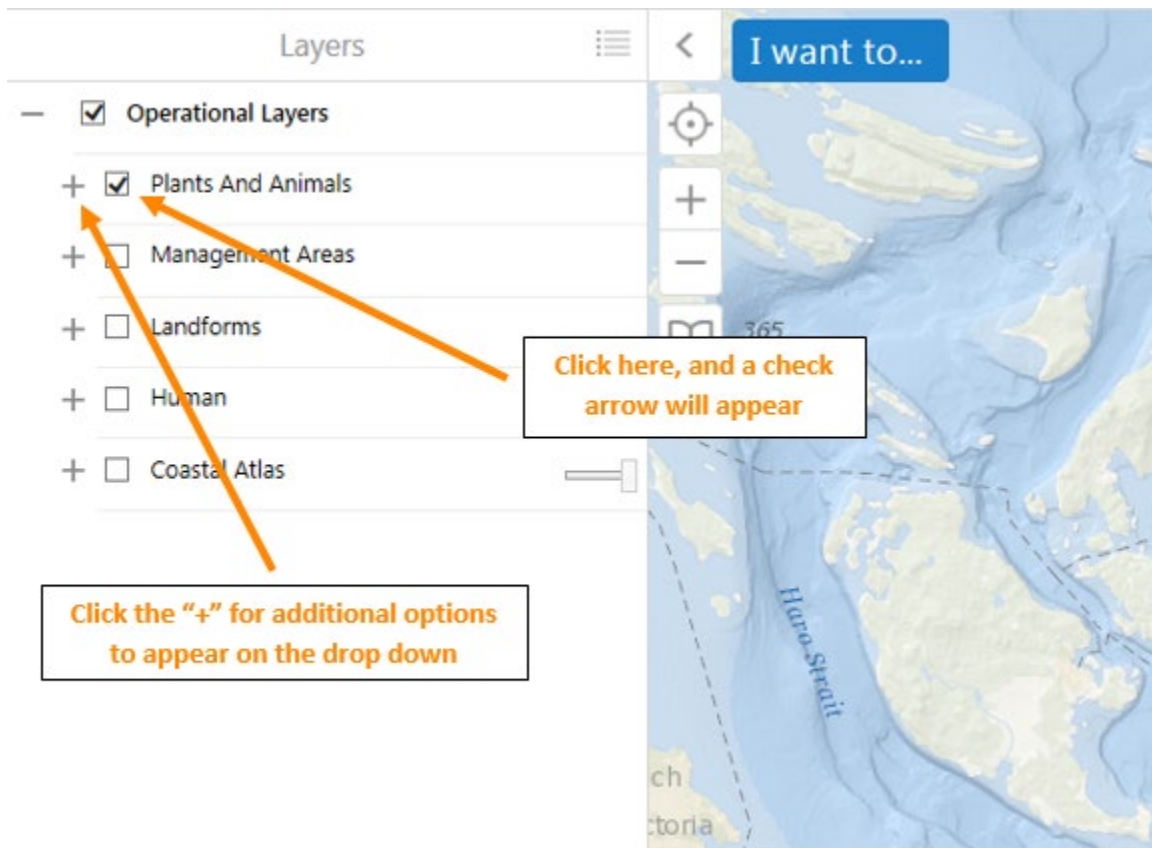 Layers
I want to...
Operational Layers
Plants And Animals
Management Areas
Landforms
365
Click here, and a check
arrow will appear
Human
Coastal Atlas
Click the “+” for additional options
to appear on the drop down
Haro Strait
ch
ctoria